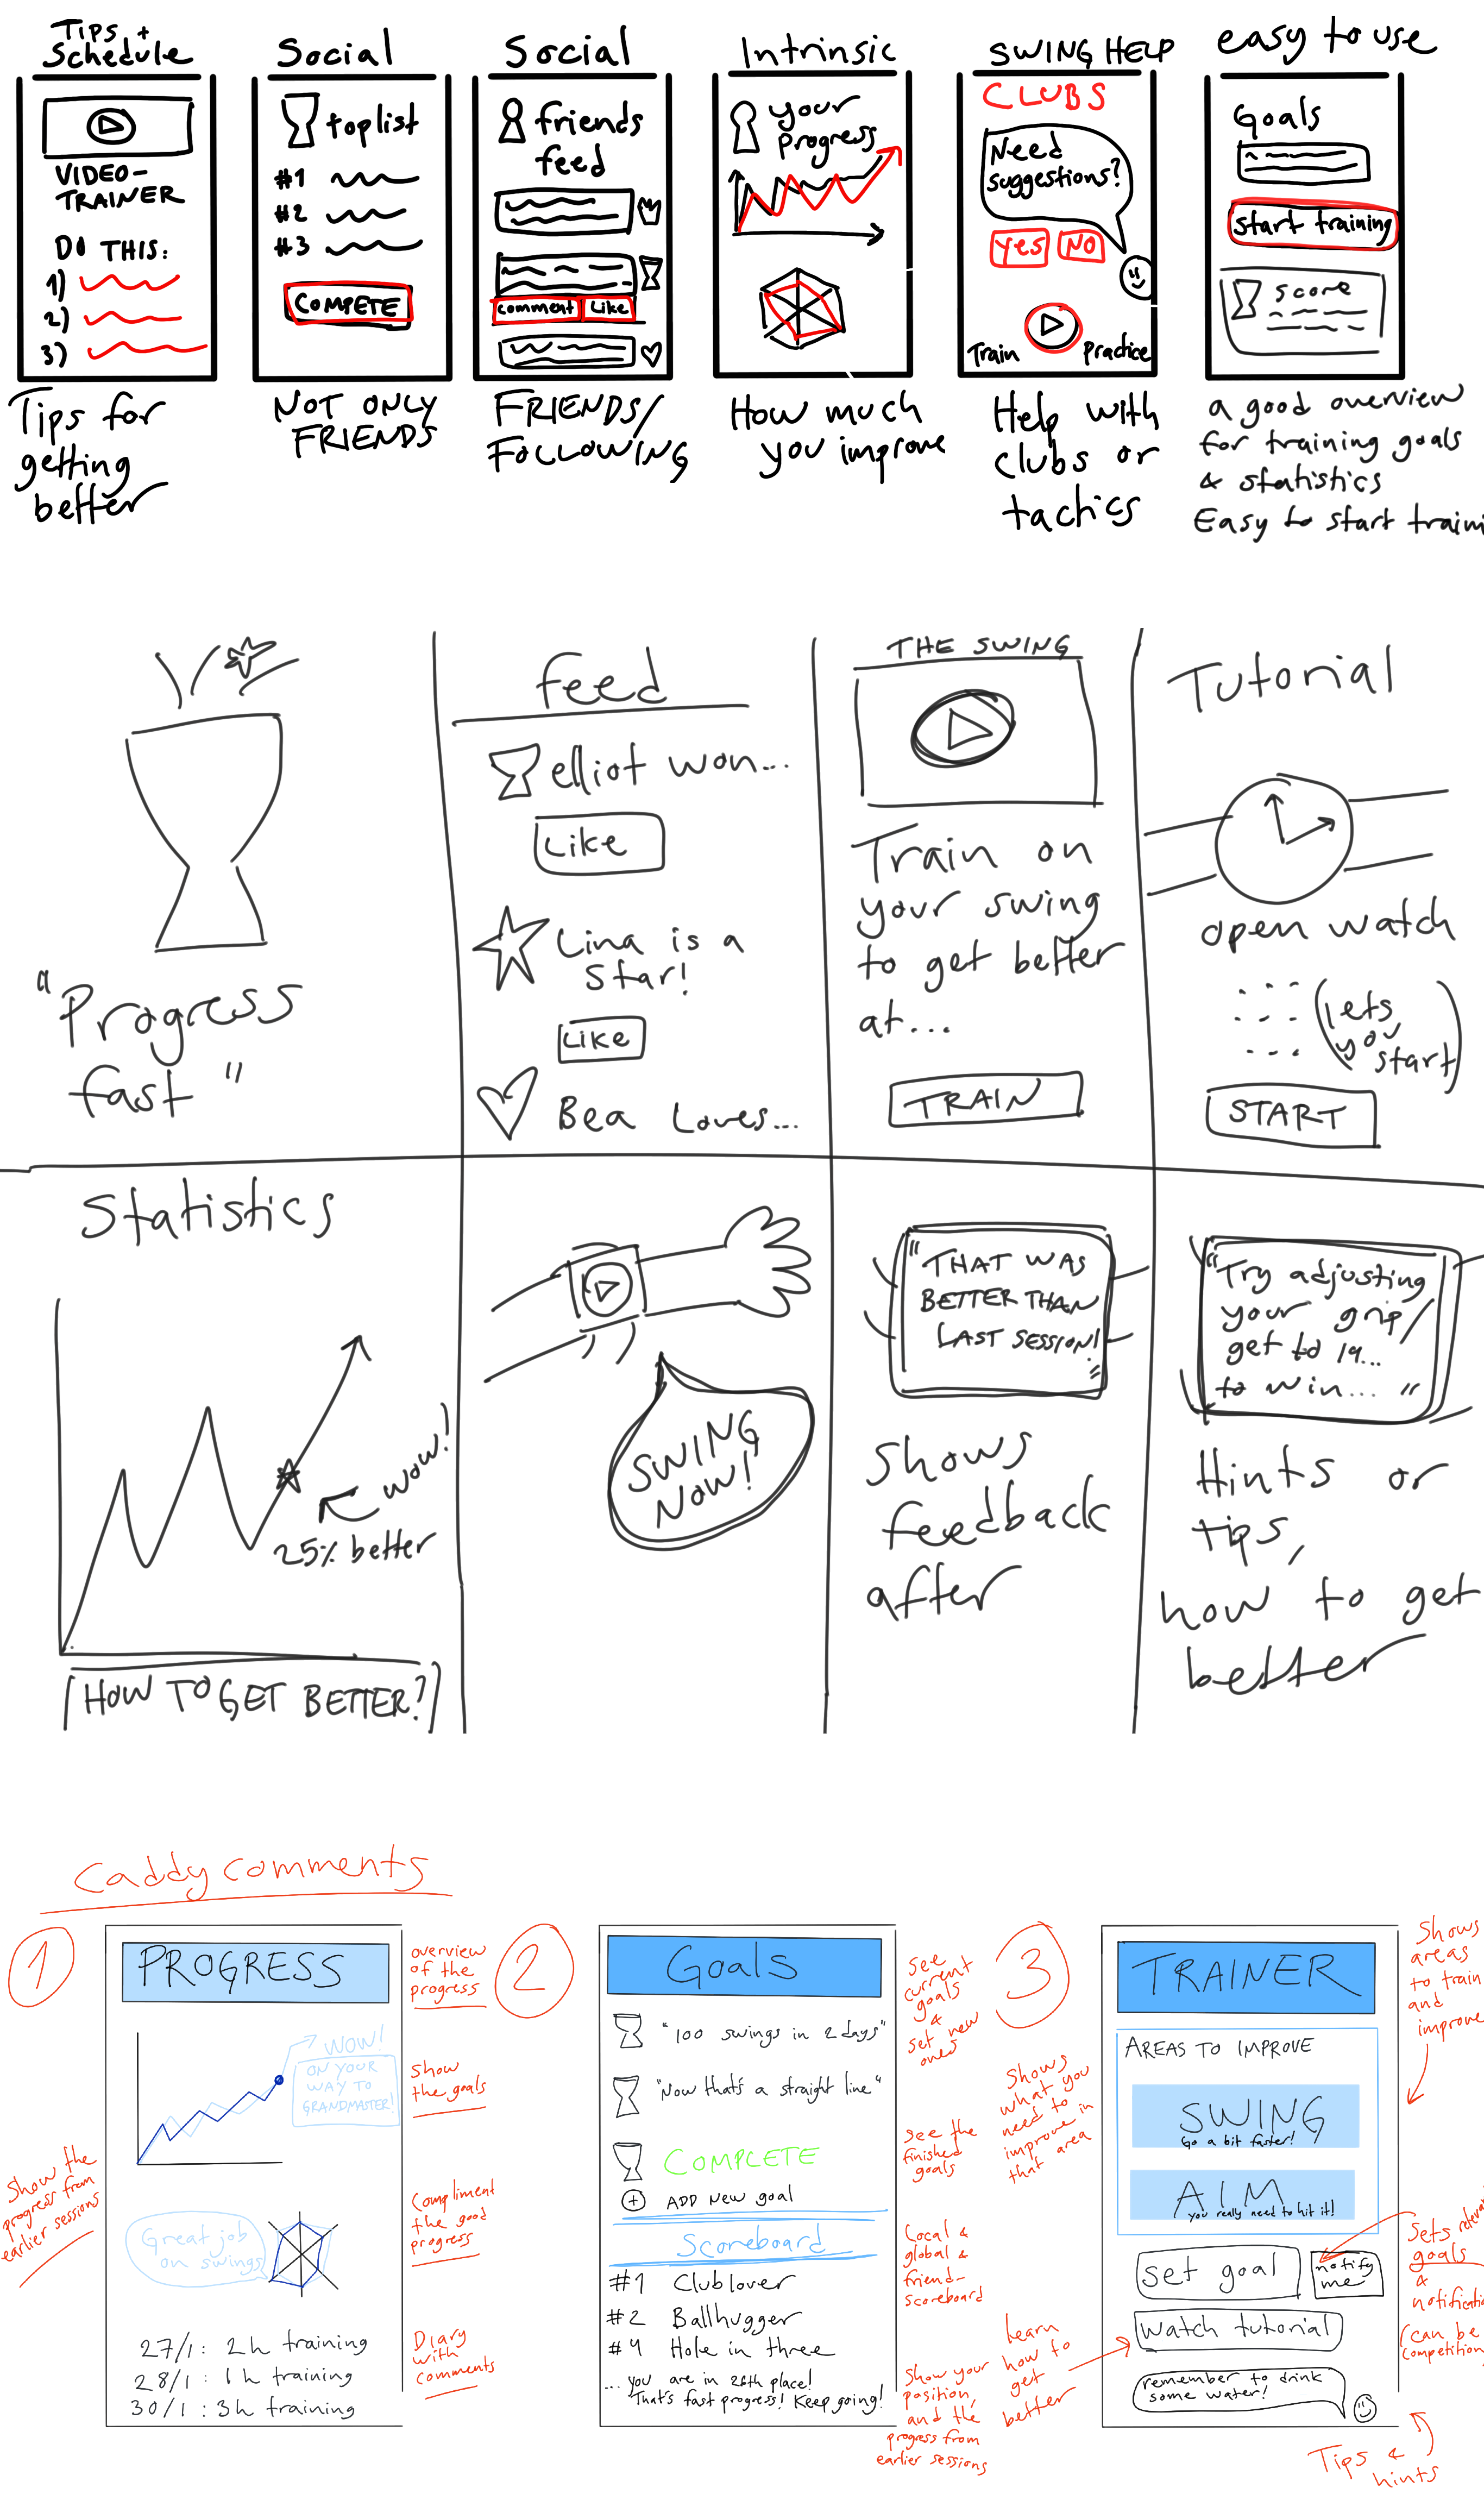 Tips +
Schedule
VIDEO-
TRAINER
DO THIS:
1)
2)
3)
Tips for
getting
better
Social
toplist
#1
#2
#3
COMPETE
NOT ONLY
FRIENDS
Social
friends
feed
comment
Like
FRIENDS/
FOLLOWING
Intrinsic
your
progress
How much
you improve
SWING HELP
CLUBS
Need
suggestions?
Yes
NO
Train
Practice
Help with
clubs or
tactics
easy to use
Goals
Start training
score
a good overview
for training goals
& statistics
Easy to start traini
"Progress
fast"
feed
elliot won...
Like
Lina is a
star!
Like
Bea Loves...
THE SWING
Train on
your swing
to get better
at...
TRAIN
Tutorial
open watch
(lets
you
start)
START
Statistics
wow!
25% better
HOW TO GET BETTER?
SWING
NOW!
"THAT WAS
BETTER THAN
LAST SESSION!"
Shows
feedback
after
"Try adjusting
your grip/
get to 19...
to win... "
Hints or
tips,
how to get
better
Caddy comments
1
PROGRESS
WOW!
ON YOUR
WAY TO
GRANDMASTER!
Great job
on swings
27/1: 2h training
28/1: 1h training
30/1: 3h training
Show the
progress from
earlier sessions
overview
of the
progress
Show
the goals
Compliment
the good
progress
Diary
with
comments
2
Goals
"100 swings in 2 days"
"Now that's a straight line"
COMPLETE
ADD New goal
Scoreboard
#1 Clublover
#2 Ballhugger
#4 Hole in three
... you are in 26th place!
That's fast progress! Keep going!
See
current
goals
&
set new
ones
see the
finished
goals
Local &
global &
friend-
scoreboard
Show your
position,
and the
progress from
earlier sessions
3
TRAINER
AREAS TO IMPROVE
SWING
Go a bit faster!
AIM
you really need to hit it!
set goal
notify
me
watch tutorial
remember to drink
some water!
Shows
what you
need to
improve in
that area
Learn
how to
get
better
Shows
areas
to train
and
improve
Sets
goals
&
notificati
(can be
competition
Tips &
hints